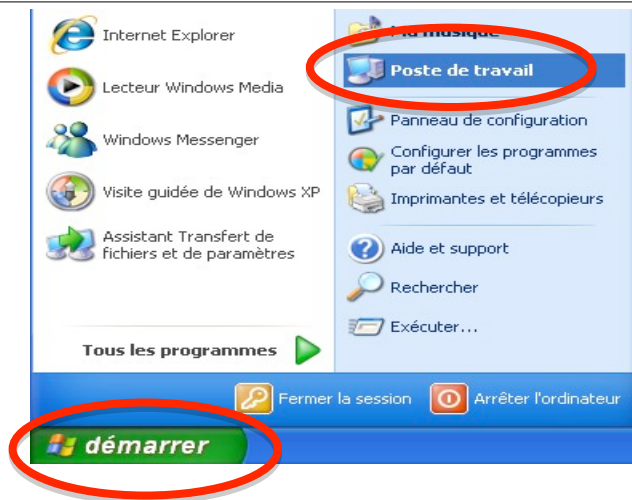 Internet Explorer
Lecteur Windows Media
Windows Messenger
Visite guidée de Windows XP
Assistant Transfert de
fichiers et de paramètres
Tous les programmes
Ma musique
Poste de travail
Panneau de configuration
Configurer les programmes
par défaut
Imprimantes et télécopieurs
Aide et support
Rechercher
Exécuter...
Fermer la session
Arrêter l'ordinateur
démarrer